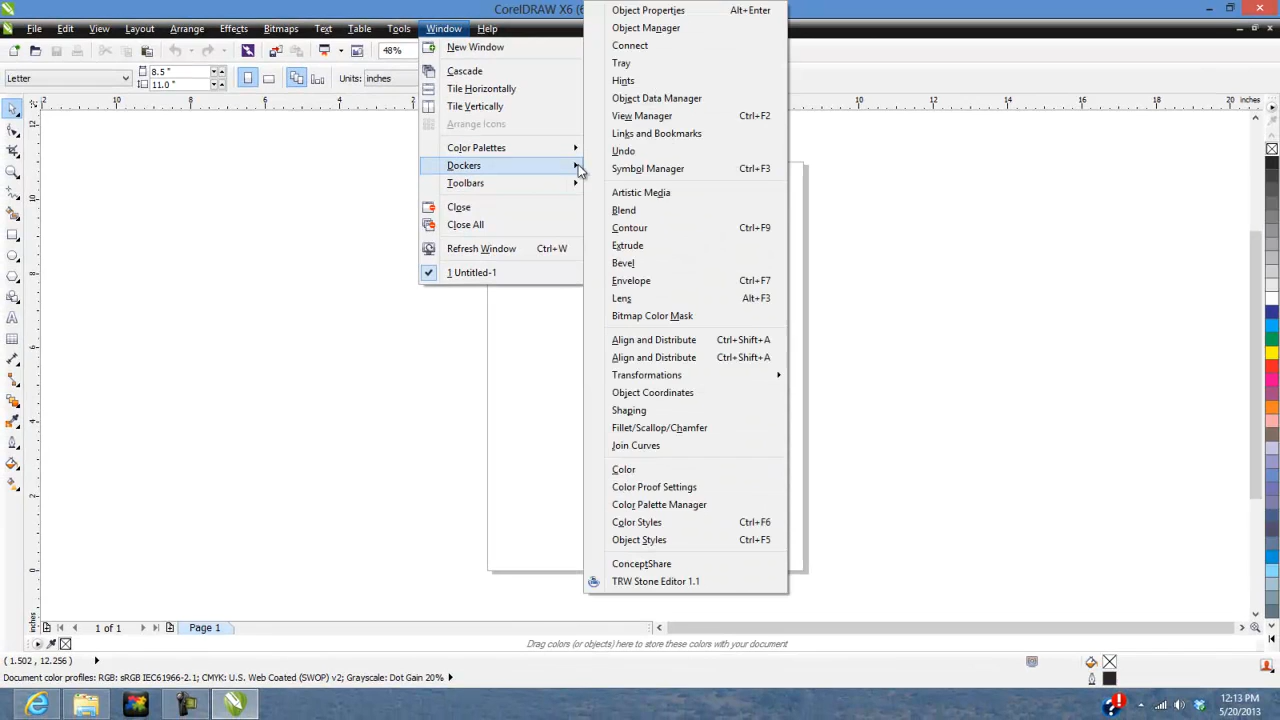 CorelDRAW X6 (6
File Edit View Layout Arrange Effects Bitmaps Text Table Tools Window Help
48%
Letter 8.5 " 11.0 " Units: inches
10 8 6 4 2 10 12 14 16 18 20 inches
New Window
Cascade
Tile Horizontally
Tile Vertically
Arrange Icons
Color Palettes
Dockers
Toolbars
Close
Close All
Refresh Window Ctrl+W
1 Untitled-1
Object Properties Alt+Enter
Object Manager
Connect
Tray
Hints
Object Data Manager
View Manager Ctrl+F2
Links and Bookmarks
Undo
Symbol Manager Ctrl+F3
Artistic Media
Blend
Contour Ctrl+F9
Extrude
Bevel
Envelope Ctrl+F7
Lens Alt+F3
Bitmap Color Mask
Align and Distribute Ctrl+Shift+A
Align and Distribute Ctrl+Shift+A
Transformations
Object Coordinates
Shaping
Fillet/Scallop/Chamfer
Join Curves
Color
Color Proof Settings
Color Palette Manager
Color Styles Ctrl+F6
Object Styles Ctrl+F5
ConceptShare
TRW Stone Editor 1.1
inches
1 of 1 Page 1
Drag colors (or objects) here to store these colors with your document
(1.502 , 12.256)
Document color profiles: RGB: sRGB IEC61966-2.1; CMYK: U.S. Web Coated (SWOP) v2; Grayscale: Dot Gain 20%
12:13 PM
5/20/2013